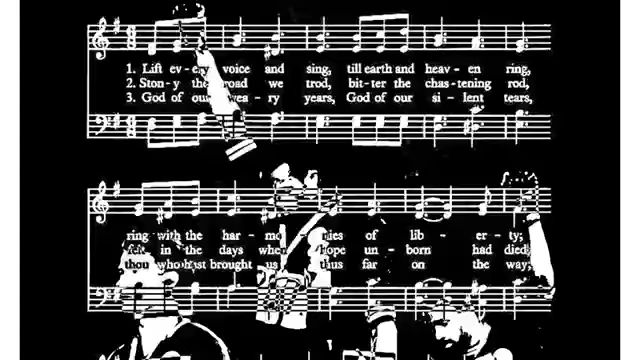 1. Lift ev-ery voice and sing, till earth and heav-en ring,
2. Ston-y the road we trod, bit-ter the chas-tening rod,
3. God of our wea-ry years, God of our si-lent tears,
ring with the har-mo nies of lib-er-ty;
felt in the days when hope un-born had died;
thou who hast brought us thus far on the way;